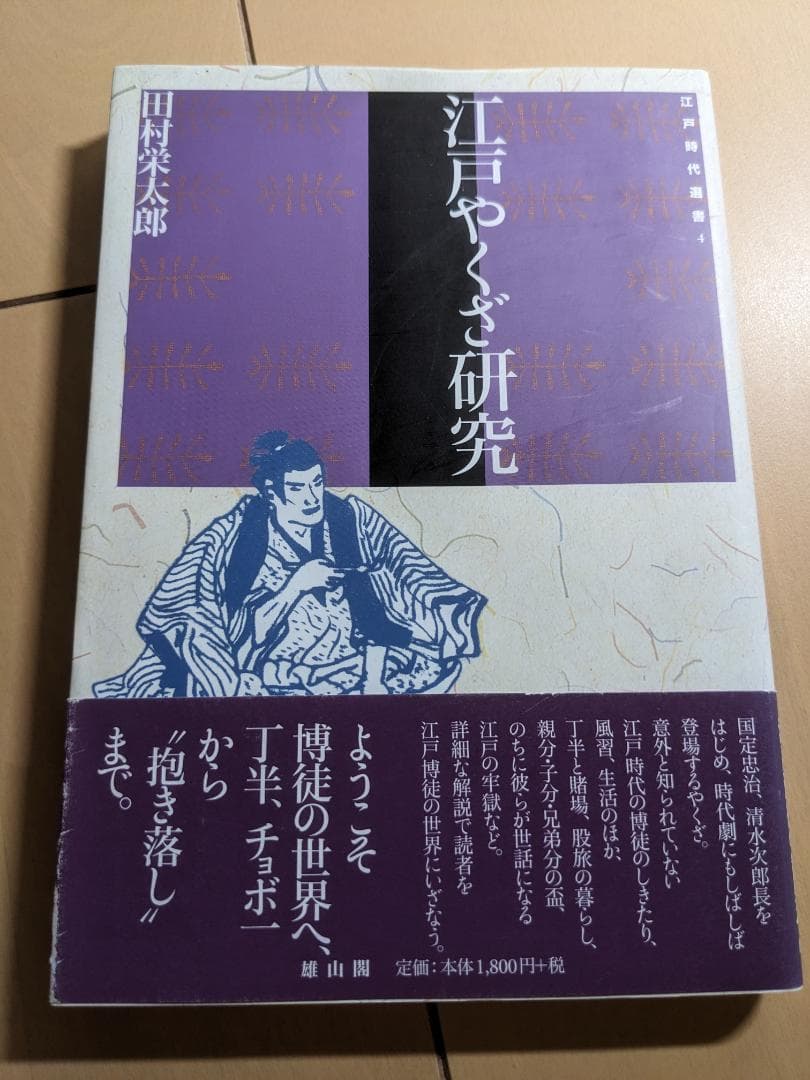 江戸時代選書 4
江戸やくざ研究
田村栄太郎
国定忠治、清水次郎長を
はじめ、時代劇にもしばしば
登場するやくざ。
意外と知られていない
江戸時代の博徒のしきたり、
風習、生活のほか、
丁半と賭場、股旅の暮らし、
親分・子分・兄弟分の盃、
のちに彼らが世話になる
江戸の牢獄など。
詳細な解説で読者を
江戸博徒の世界にいざなう。
ようこそ
博徒の世界へ、
丁半、チョボ一
から
"抱き落し"
まで。
雄山閣 定価:本体1,800円+税